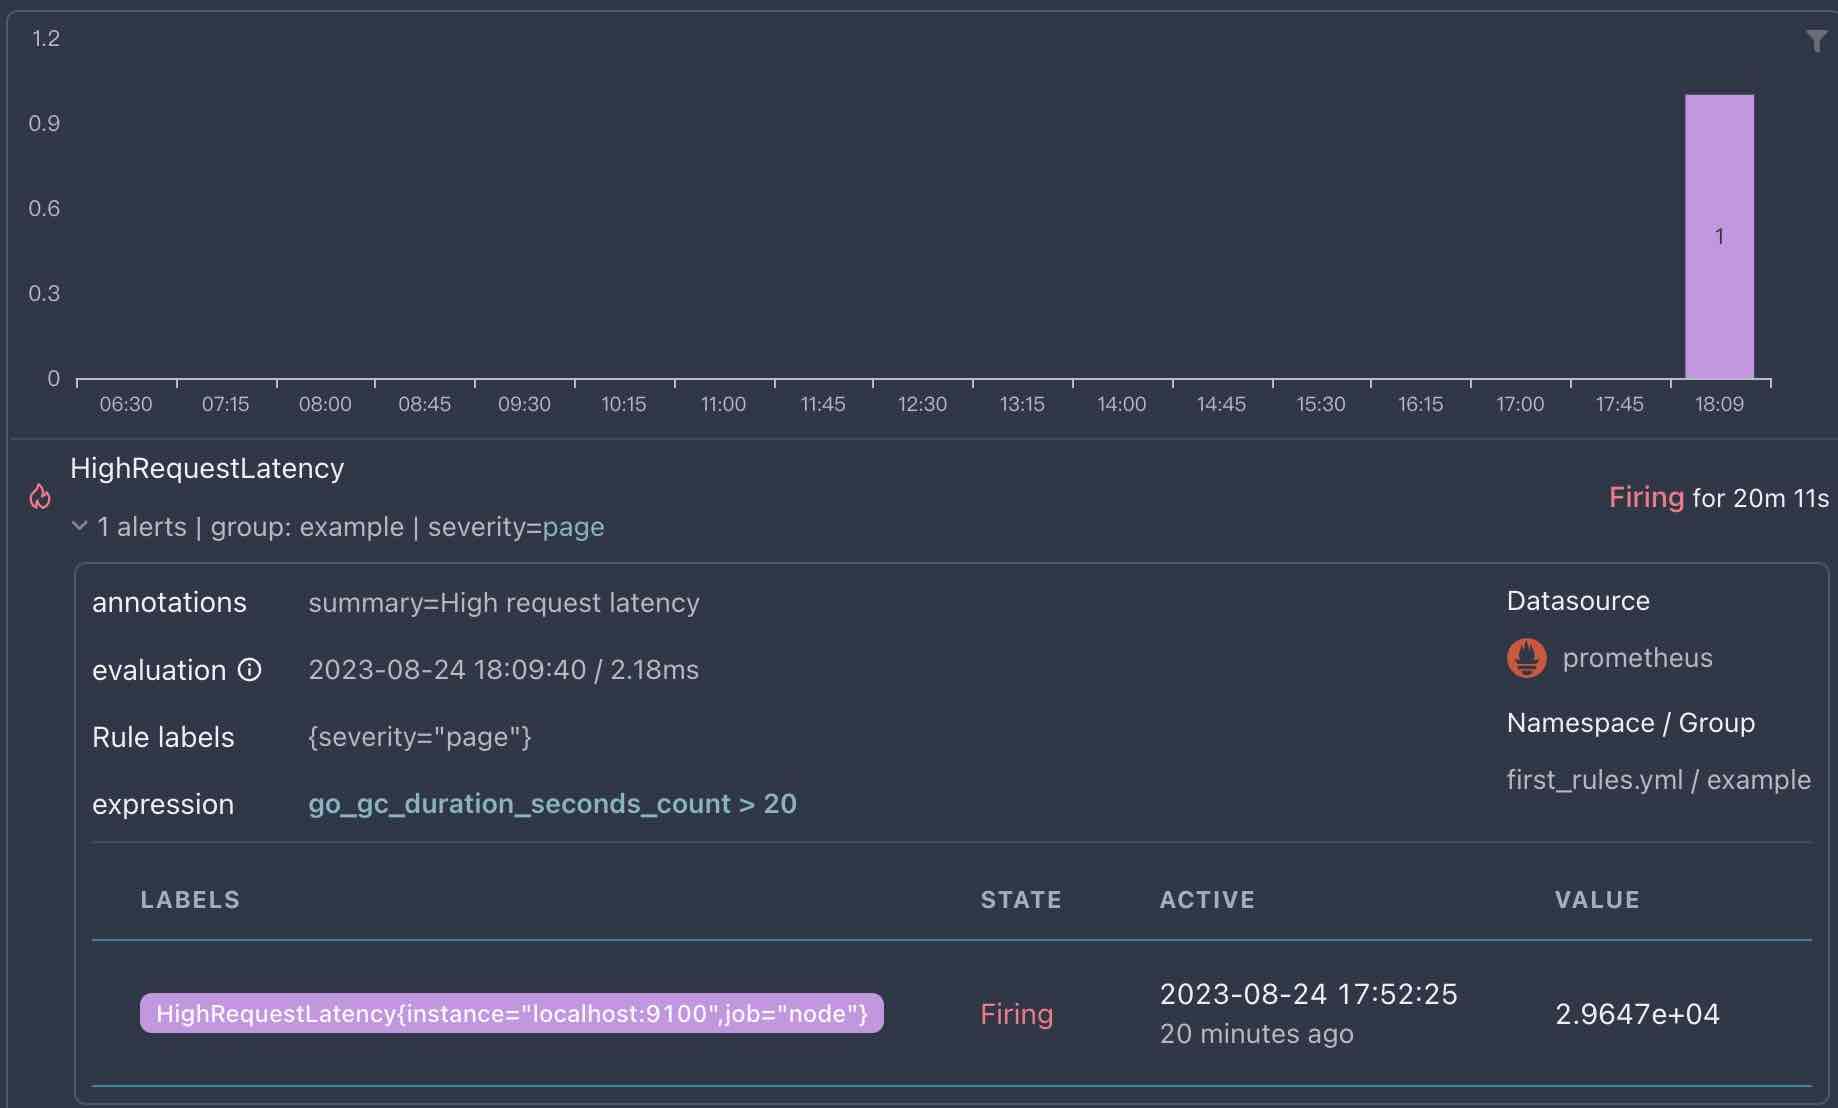 1.2
0.9
0.6
0.3
0
1
06:30 07:15 08:00 08:45 09:30 10:15 11:00 11:45 12:30 13:15 14:00 14:45 15:30 16:15 17:00 17:45 18:09
HighRequestLatency
Firing for 20m 11s
1 alerts | group: example | severity=page
annotations summary=High request latency
evaluation 2023-08-24 18:09:40 / 2.18ms
Rule labels {severity="page"}
expression go_gc_duration_seconds_count > 20
Datasource
prometheus
Namespace / Group
first_rules.yml / example
LABELS STATE ACTIVE VALUE
HighRequestLatency{instance="localhost:9100",job="node"} Firing 2023-08-24 17:52:25 2.9647e+04
20 minutes ago